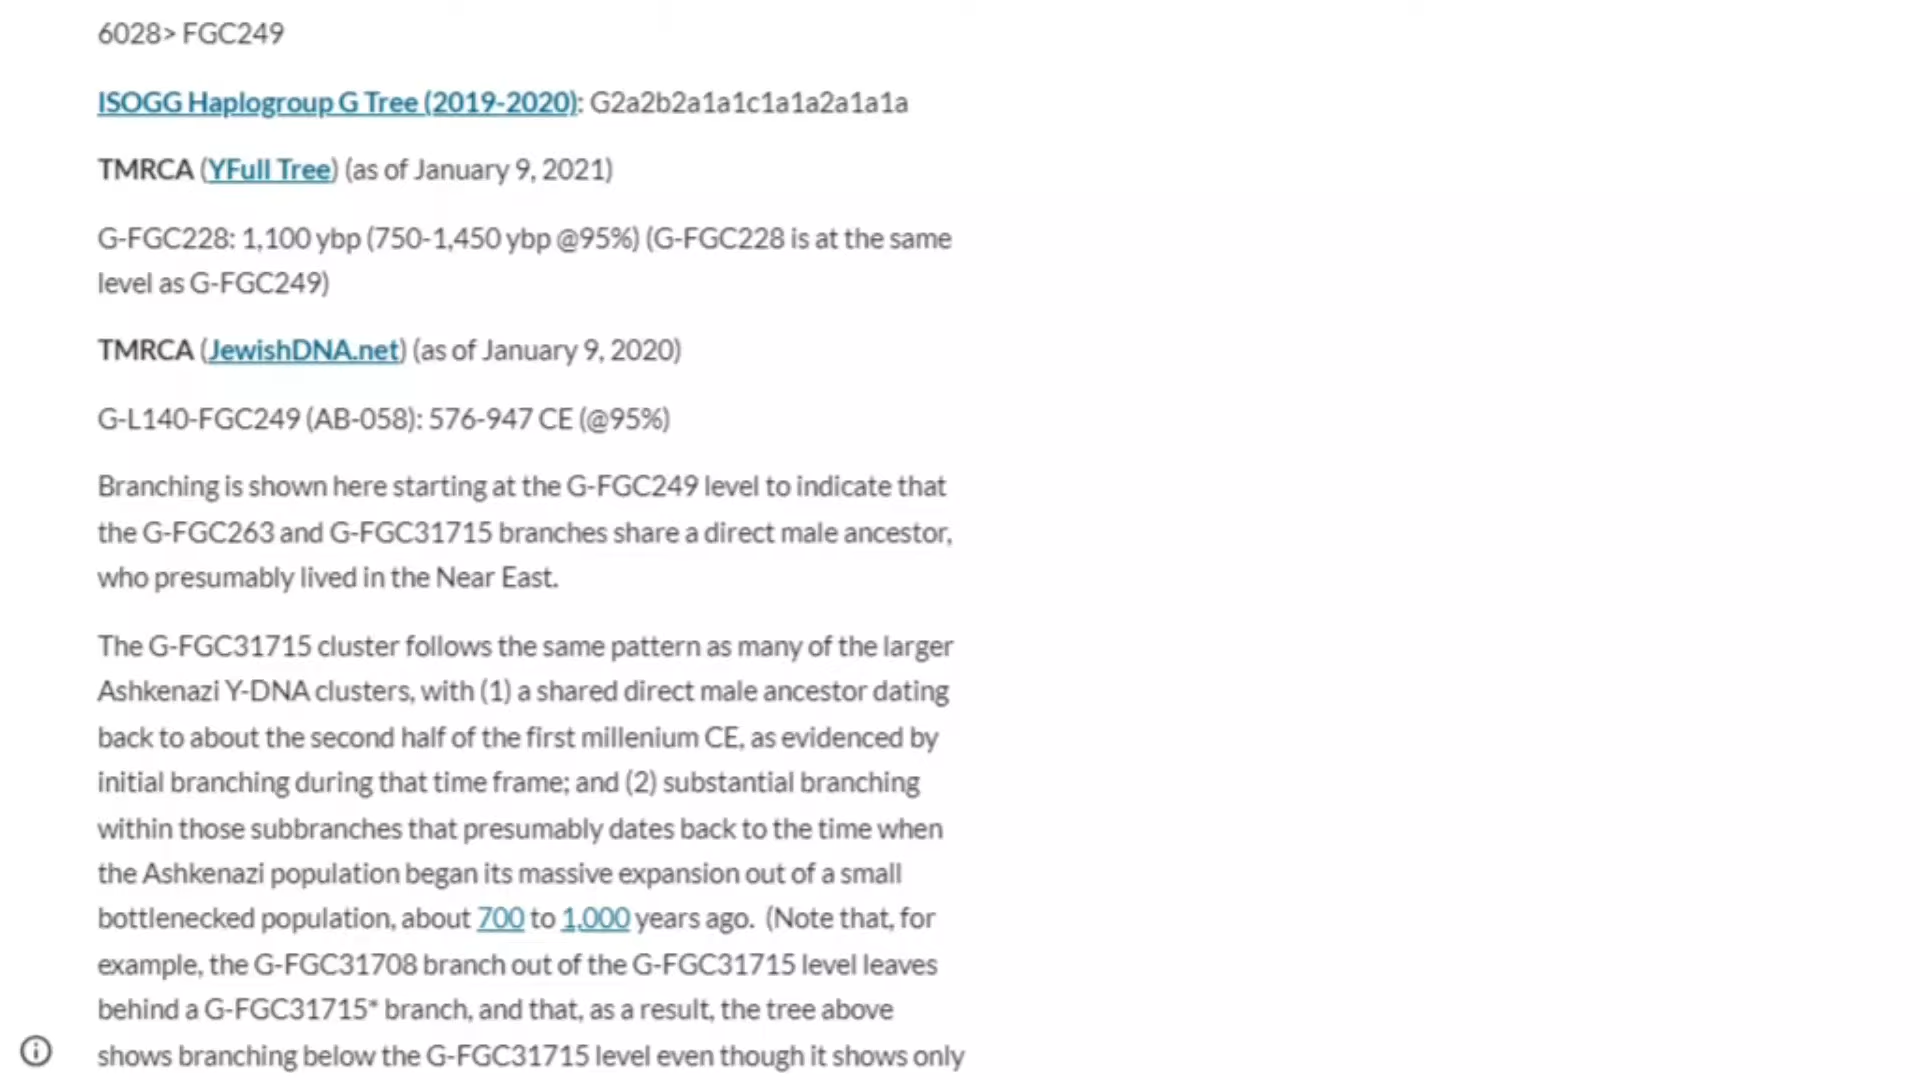 6028> FGC249
ISOGG Haplogroup G Tree (2019-2020): G2a2b2a1a1c1a1a2a1a1a
TMRCA (YFull Tree) (as of January 9, 2021)
G-FGC228: 1,100 ybp (750-1,450 ybp @95%) (G-FGC228 is at the same
level as G-FGC249)
TMRCA (JewishDNA.net) (as of January 9, 2020)
G-L140-FGC249 (AB-058): 576-947 CE (@95%)
Branching is shown here starting at the G-FGC249 level to indicate that
the G-FGC263 and G-FGC31715 branches share a direct male ancestor,
who presumably lived in the Near East.
The G-FGC31715 cluster follows the same pattern as many of the larger
Ashkenazi Y-DNA clusters, with (1) a shared direct male ancestor dating
back to about the second half of the first millenium CE, as evidenced by
initial branching during that time frame; and (2) substantial branching
within those subbranches that presumably dates back to the time when
the Ashkenazi population began its massive expansion out of a small
bottlenecked population, about 700 to 1,000 years ago.  (Note that, for
example, the G-FGC31708 branch out of the G-FGC31715 level leaves
behind a G-FGC31715* branch, and that, as a result, the tree above
shows branching below the G-FGC31715 level even though it shows only